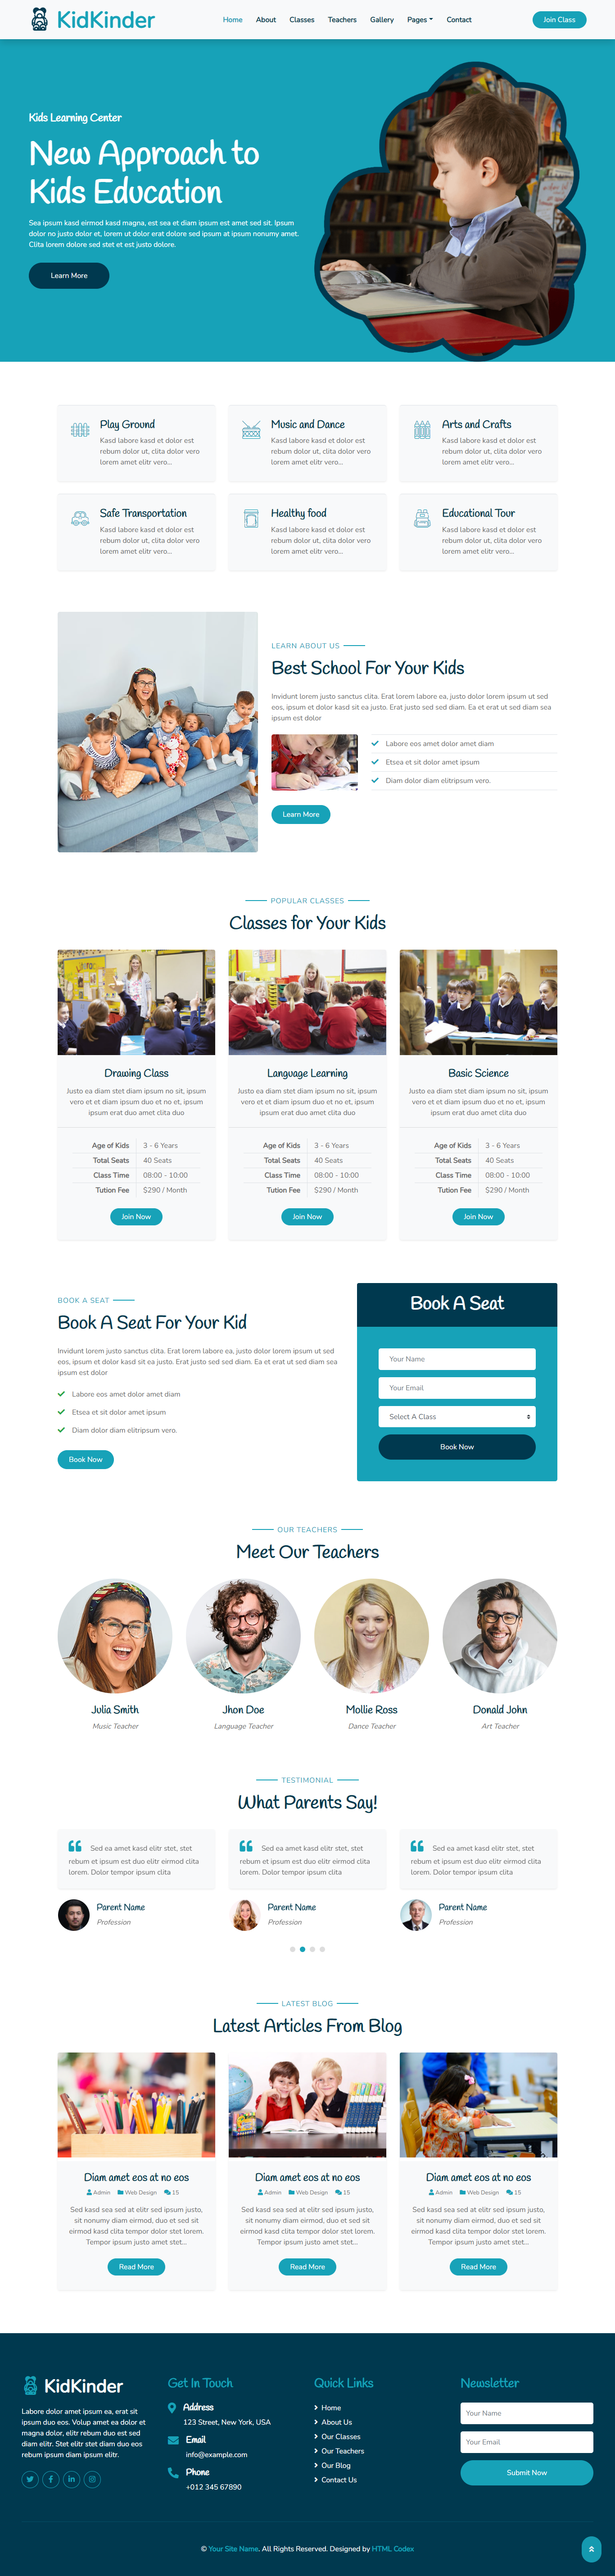 KidKinder
Home About Classes Teachers Gallery Pages Contact
Join Class
Kids Learning Center
New Approach to
Kids Education
Sea ipsum kasd eirmod kasd magna, est sea et diam ipsum est amet sed sit. Ipsum
dolor no justo dolor et, lorem ut dolor erat dolore sed ipsum at ipsum nonumy amet.
Clita lorem dolore sed stet et est justo dolore.
Learn More
Play Ground
Kasd labore kasd et dolor est
rebum dolor ut, clita dolor vero
lorem amet elitr vero...
Music and Dance
Kasd labore kasd et dolor est
rebum dolor ut, clita dolor vero
lorem amet elitr vero...
Arts and Crafts
Kasd labore kasd et dolor est
rebum dolor ut, clita dolor vero
lorem amet elitr vero...
Safe Transportation
Kasd labore kasd et dolor est
rebum dolor ut, clita dolor vero
lorem amet elitr vero...
Healthy food
Kasd labore kasd et dolor est
rebum dolor ut, clita dolor vero
lorem amet elitr vero...
Educational Tour
Kasd labore kasd et dolor est
rebum dolor ut, clita dolor vero
lorem amet elitr vero...
LEARN ABOUT US
Best School For Your Kids
Invidunt lorem justo sanctus clita. Erat lorem labore ea, justo dolor lorem ipsum ut sed
eos, ipsum et dolor kasd sit ea justo. Erat justo sed sed diam. Ea et erat ut sed diam sea
ipsum est dolor
Labore eos amet dolor amet diam
Etsea et sit dolor amet ipsum
Diam dolor diam elitripsum vero.
Learn More
POPULAR CLASSES
Classes for Your Kids
Drawing Class
Justo ea diam stet diam ipsum no sit, ipsum
vero et et diam ipsum duo et no et, ipsum
ipsum erat duo amet clita duo
Age of Kids 3 - 6 Years
Total Seats 40 Seats
Class Time 08:00 - 10:00
Tution Fee $290 / Month
Join Now
Language Learning
Justo ea diam stet diam ipsum no sit, ipsum
vero et et diam ipsum duo et no et, ipsum
ipsum erat duo amet clita duo
Age of Kids 3 - 6 Years
Total Seats 40 Seats
Class Time 08:00 - 10:00
Tution Fee $290 / Month
Join Now
Basic Science
Justo ea diam stet diam ipsum no sit, ipsum
vero et et diam ipsum duo et no et, ipsum
ipsum erat duo amet clita duo
Age of Kids 3 - 6 Years
Total Seats 40 Seats
Class Time 08:00 - 10:00
Tution Fee $290 / Month
Join Now
BOOK A SEAT
Book A Seat For Your Kid
Invidunt lorem justo sanctus clita. Erat lorem labore ea, justo dolor lorem ipsum ut sed
eos, ipsum et dolor kasd sit ea justo. Erat justo sed sed diam. Ea et erat ut sed diam sea
ipsum est dolor
Labore eos amet dolor amet diam
Etsea et sit dolor amet ipsum
Diam dolor diam elitripsum vero.
Book Now
Book A Seat
Your Name
Your Email
Select A Class
Book Now
OUR TEACHERS
Meet Our Teachers
Julia Smith
Music Teacher
Jhon Doe
Language Teacher
Mollie Ross
Dance Teacher
Donald John
Art Teacher
TESTIMONIAL
What Parents Say!
Sed ea amet kasd elitr stet, stet
rebum et ipsum est duo elitr eirmod clita
lorem. Dolor tempor ipsum clita
Parent Name
Profession
Sed ea amet kasd elitr stet, stet
rebum et ipsum est duo elitr eirmod clita
lorem. Dolor tempor ipsum clita
Parent Name
Profession
Sed ea amet kasd elitr stet, stet
rebum et ipsum est duo elitr eirmod clita
lorem. Dolor tempor ipsum clita
Parent Name
Profession
LATEST BLOG
Latest Articles From Blog
Diam amet eos at no eos
Admin Web Design 15
Sed kasd sea sed at elitr sed ipsum justo,
sit nonumy diam eirmod, duo et sed sit
eirmod kasd clita tempor dolor stet lorem.
Tempor ipsum justo amet stet...
Read More
Diam amet eos at no eos
Admin Web Design 15
Sed kasd sea sed at elitr sed ipsum justo,
sit nonumy diam eirmod, duo et sed sit
eirmod kasd clita tempor dolor stet lorem.
Tempor ipsum justo amet stet...
Read More
Diam amet eos at no eos
Admin Web Design 15
Sed kasd sea sed at elitr sed ipsum justo,
sit nonumy diam eirmod, duo et sed sit
eirmod kasd clita tempor dolor stet lorem.
Tempor ipsum justo amet stet...
Read More
KidKinder
Labore dolor amet ipsum ea, erat sit
ipsum duo eos. Volup amet ea dolor et
magna dolor, elitr rebum duo est sed
diam elitr. Stet elitr stet diam duo eos
rebum ipsum diam ipsum elitr.
Get In Touch
Address
123 Street, New York, USA
Email
info@example.com
Phone
+012 345 67890
Quick Links
Home
About Us
Our Classes
Our Teachers
Our Blog
Contact Us
Newsletter
Your Name
Your Email
Submit Now
© Your Site Name. All Rights Reserved. Designed by HTML Codex